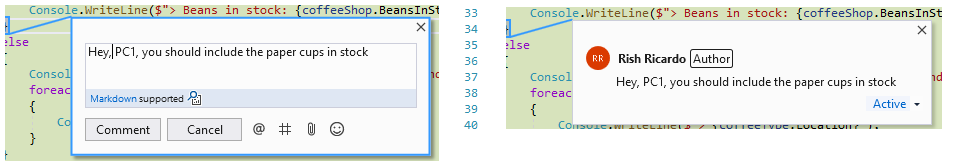 Console.WriteLine($"> Beans in stock: {coffeeShop.BeansInSt
}
else
Hey, PC1, you should include the paper cups in stock
{
Conso
foreac
Markdown supported
{
Co
Comment
Cancel
@
#
}
}
33
Console.WriteLine($"> Beans in stock: {coffeeShop.BeansInSt
34
}
35
else
36
{
RR
Rish Ricardo
Author
37
Conso
nd
Hey, PC1, you should include the paper cups in stock
38
foreac
39
{
Active
40
Console.WriteLine($"> {coffeeType.Location?